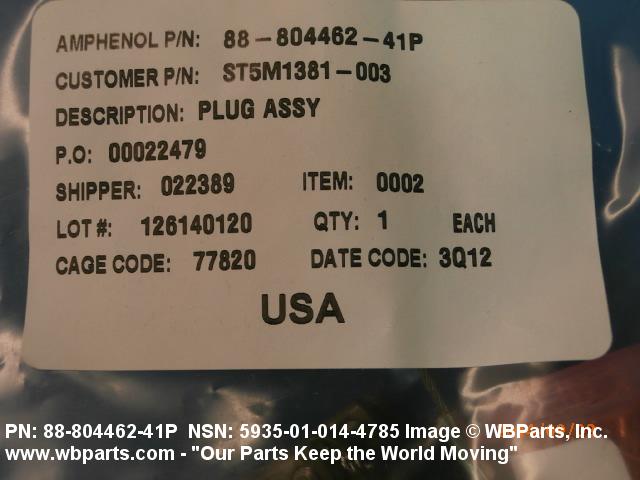 AMPHENOL P/N: 88-804462-41P
CUSTOMER P/N: ST5M1381-003
DESCRIPTION: PLUG ASSY
P.O: 00022479
SHIPPER: 022389 ITEM: 0002
LOT #: 126140120 QTY: 1 EACH
CAGE CODE: 77820 DATE CODE: 3Q12
USA
PN: 88-804462-41P NSN: 5935-01-014-4785 Image © WBParts, Inc.
www.wbparts.com - "Our Parts Keep the World Moving"